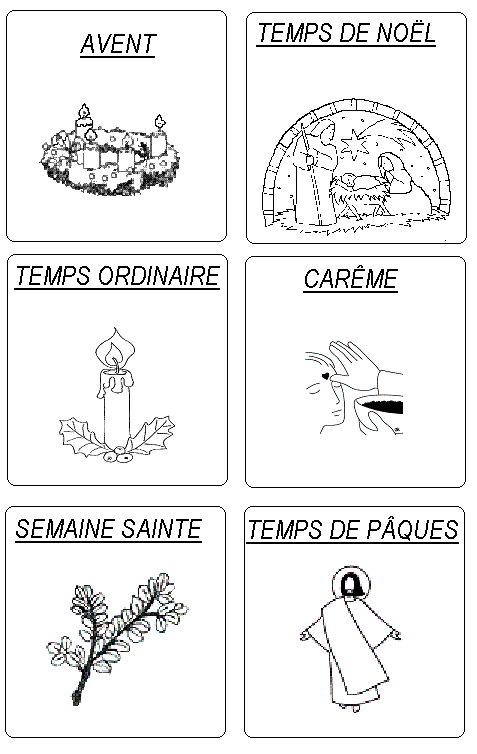 AVENT
TEMPS DE NOËL
TEMPS ORDINAIRE
CARÊME
SEMAINE SAINTE
TEMPS DE PÂQUES